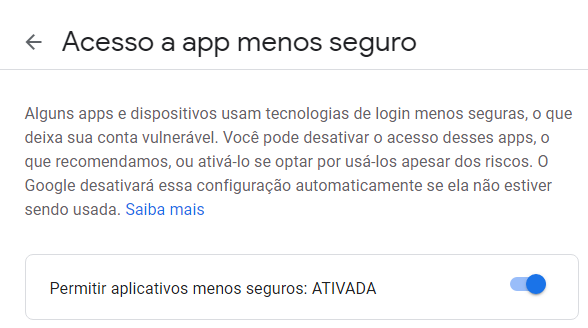 Acesso a app menos seguro
Alguns apps e dispositivos usam tecnologias de login menos seguras, o que
deixa sua conta vulnerável. Você pode desativar o acesso desses apps, o
que recomendamos, ou ativá-lo se optar por usá-los apesar dos riscos. O
Google desativará essa configuração automaticamente se ela não estiver
sendo usada. Saiba mais
Permitir aplicativos menos seguros: ATIVADA